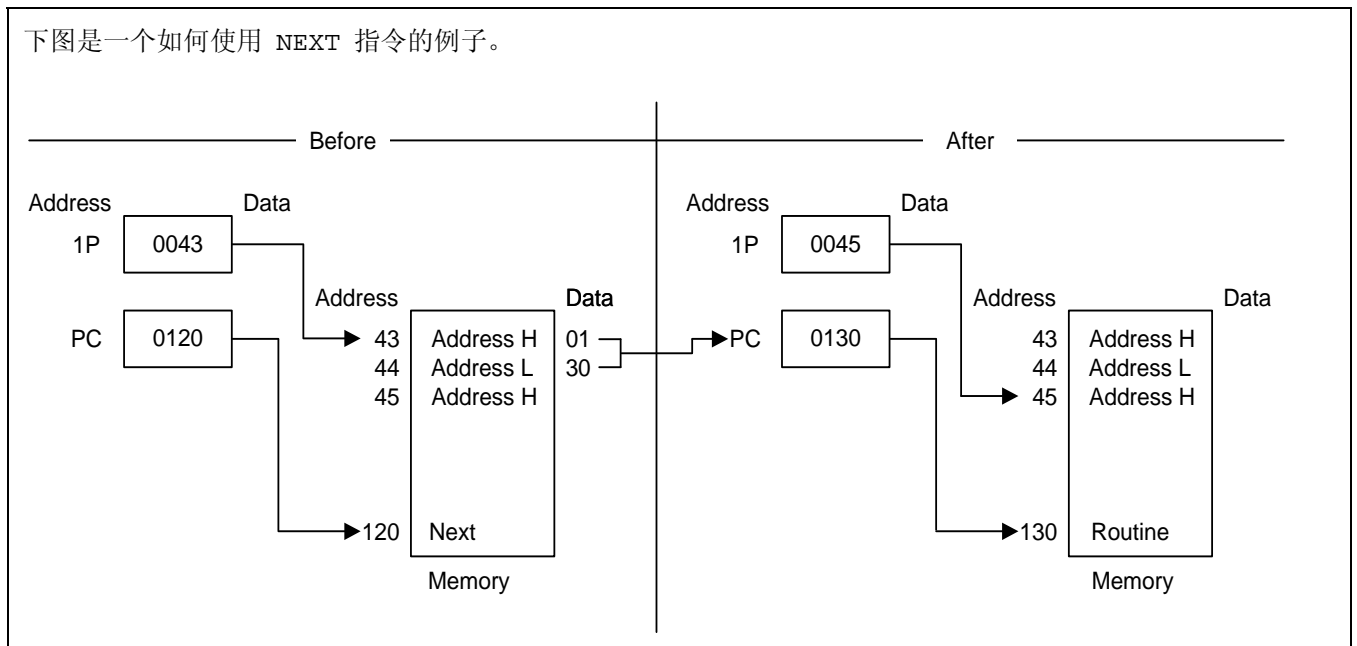 下图是一个如何使用 NEXT 指令的例子。
Before
After
Address Data
1P 0043
Address Data
PC 0120
43 Address H 01
44 Address L 30
45 Address H
120 Next
Memory
Address Data
1P 0045
Address Data
PC 0130
43 Address H
44 Address L
45 Address H
130 Routine
Memory